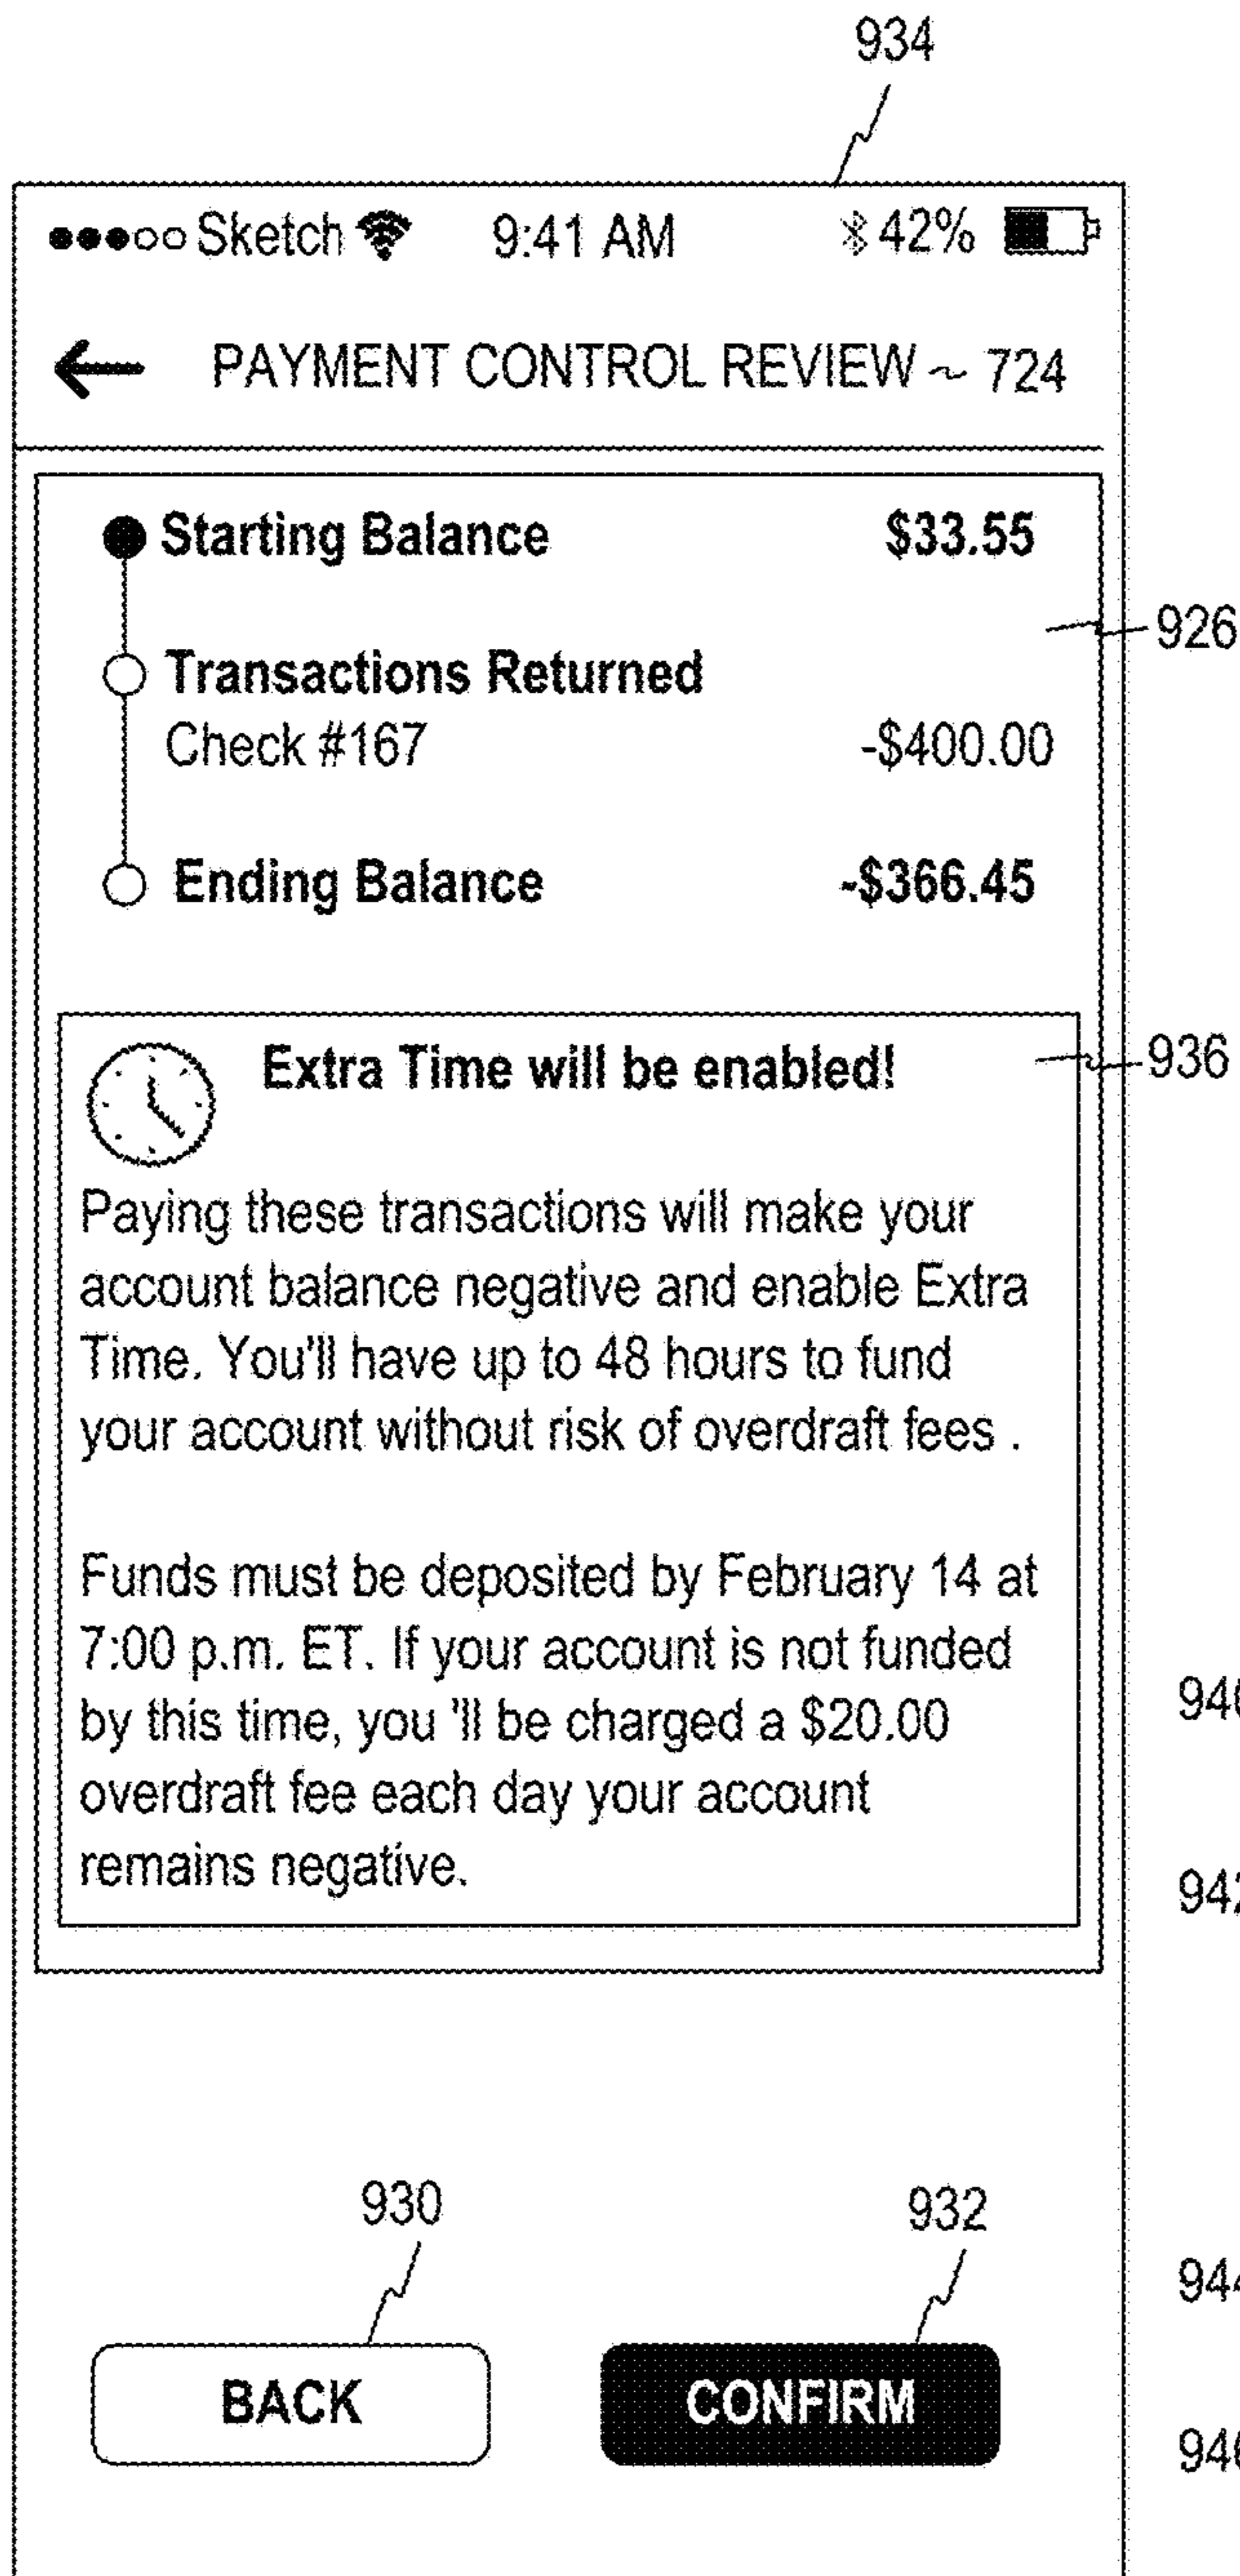 934
Sketch 9:41 AM 42%
← PAYMENT CONTROL REVIEW ~ 724
Starting Balance $33.55
926
Transactions Returned
Check #167 -$400.00
Ending Balance -$366.45
Extra Time will be enabled!
936
Paying these transactions will make your
account balance negative and enable Extra
Time. You'll have up to 48 hours to fund
your account without risk of overdraft fees .
Funds must be deposited by February 14 at
7:00 p.m. ET. If your account is not funded
by this time, you 'll be charged a $20.00
overdraft fee each day your account
remains negative.
942
944
930 932
BACK CONFIRM